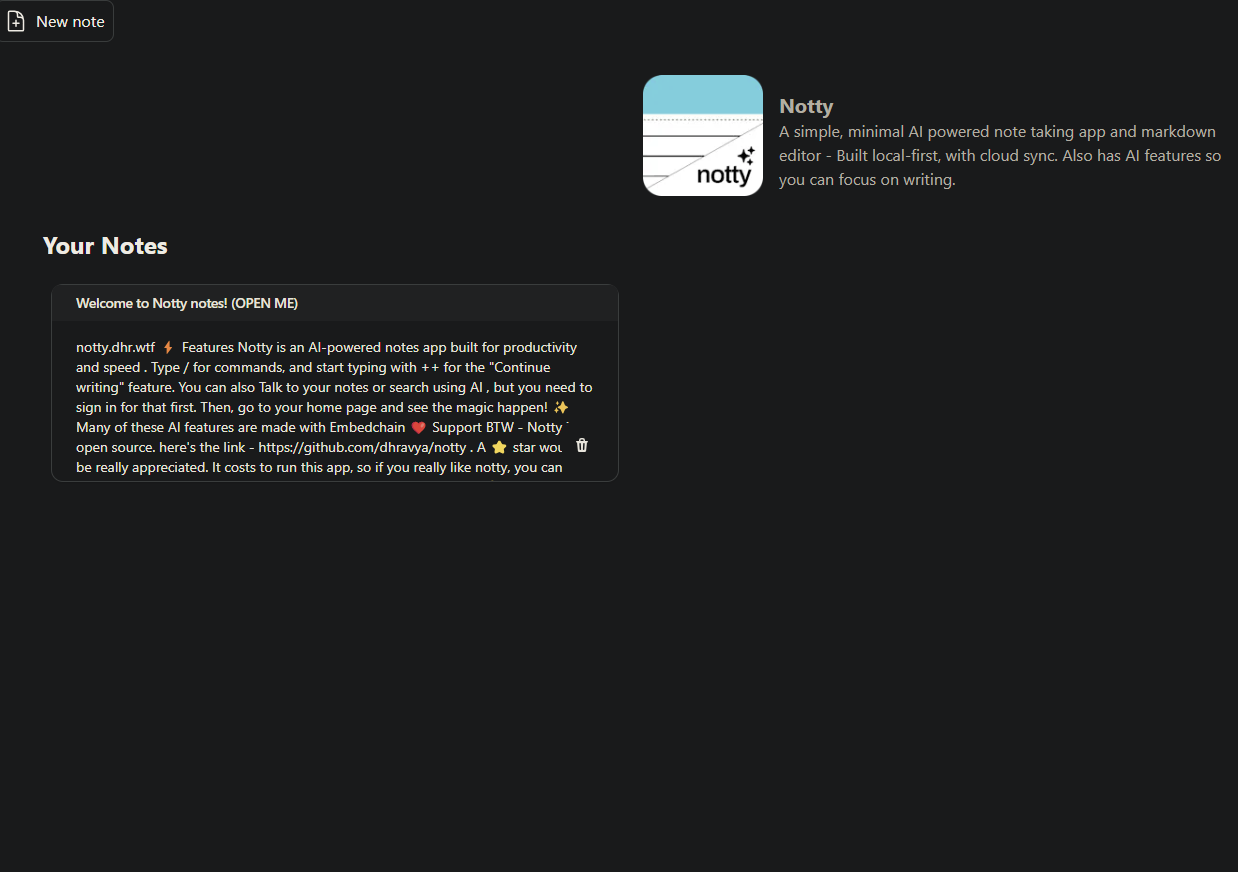 New note
notty
Notty
A simple, minimal AI powered note taking app and markdown
editor - Built local-first, with cloud sync. Also has AI features so
you can focus on writing.
Your Notes
Welcome to Notty notes! (OPEN ME)
notty.dhr.wtf ⚡ Features Notty is an AI-powered notes app built for productivity
and speed . Type / for commands, and start typing with ++ for the "Continue
writing" feature. You can also Talk to your notes or search using AI , but you need to
sign in for that first. Then, go to your home page and see the magic happen! ✨
Many of these AI features are made with Embedchain ❤️ Support BTW - Notty
open source. here's the link - https://github.com/dhravya/notty . A ⭐ star
be really appreciated. It costs to run this app, so if you really like notty, you can